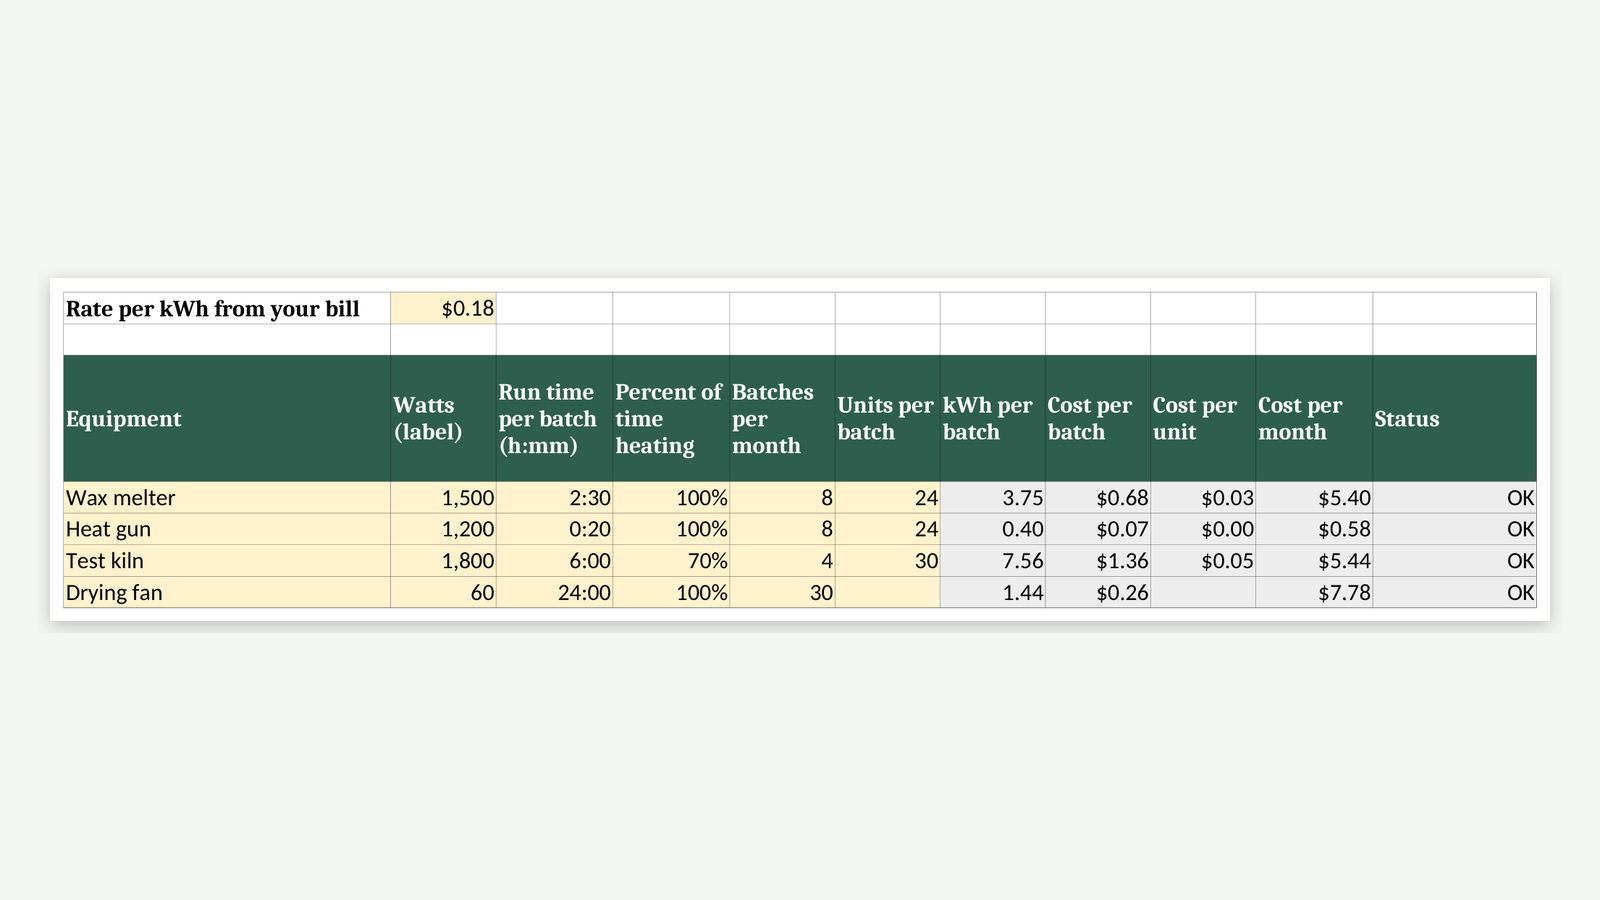 Rate per kWh from your bill $0.18
Equipment Watts (label) Run time per batch (h:mm) Percent of time heating Batches per month Units per batch kWh per batch Cost per batch Cost per unit Cost per month Status
Wax melter 1,500 2:30 100% 8 24 3.75 $0.68 $0.03 $5.40 OK
Heat gun 1,200 0:20 100% 8 24 0.40 $0.07 $0.00 $0.58 OK
Test kiln 1,800 6:00 70% 4 30 7.56 $1.36 $0.05 $5.44 OK
Drying fan 60 24:00 100% 30 1.44 $0.26 $7.78 OK